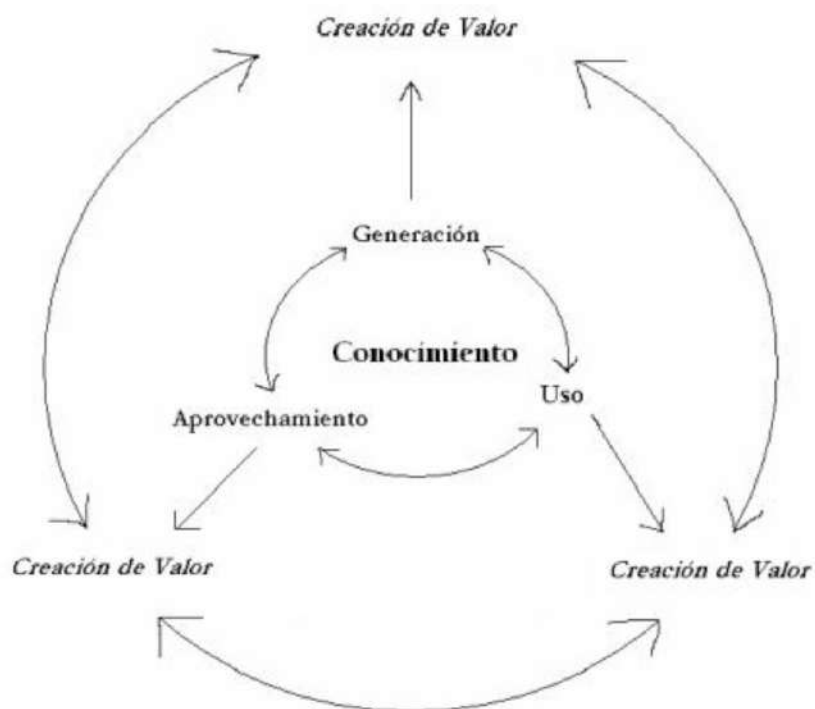 Creación de Valor
Generación
Conocimiento
Uso
Aprovechamiento
Creación de Valor
Creación de Valor